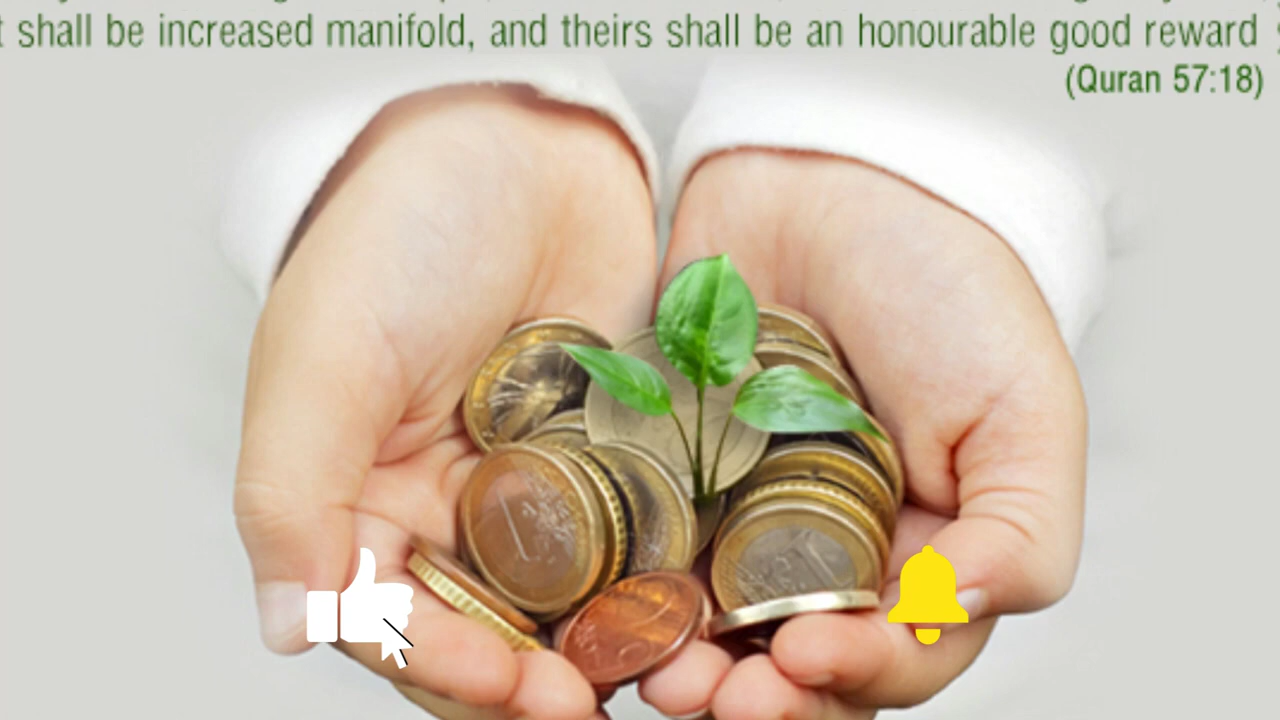 t shall be increased manifold, and theirs shall be an honourable good reward
(Quran 57:18)